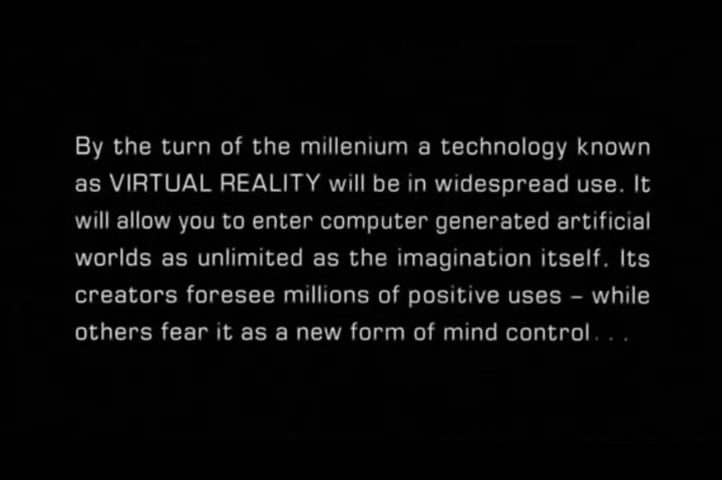 By the turn of the millenium a technology known
as VIRTUAL REALITY will be in widespread use. It
will allow you to enter computer generated artificial
worlds as unlimited as the imagination itself. Its
creators foresee millions of positive uses – while
others fear it as a new form of mind control . . .